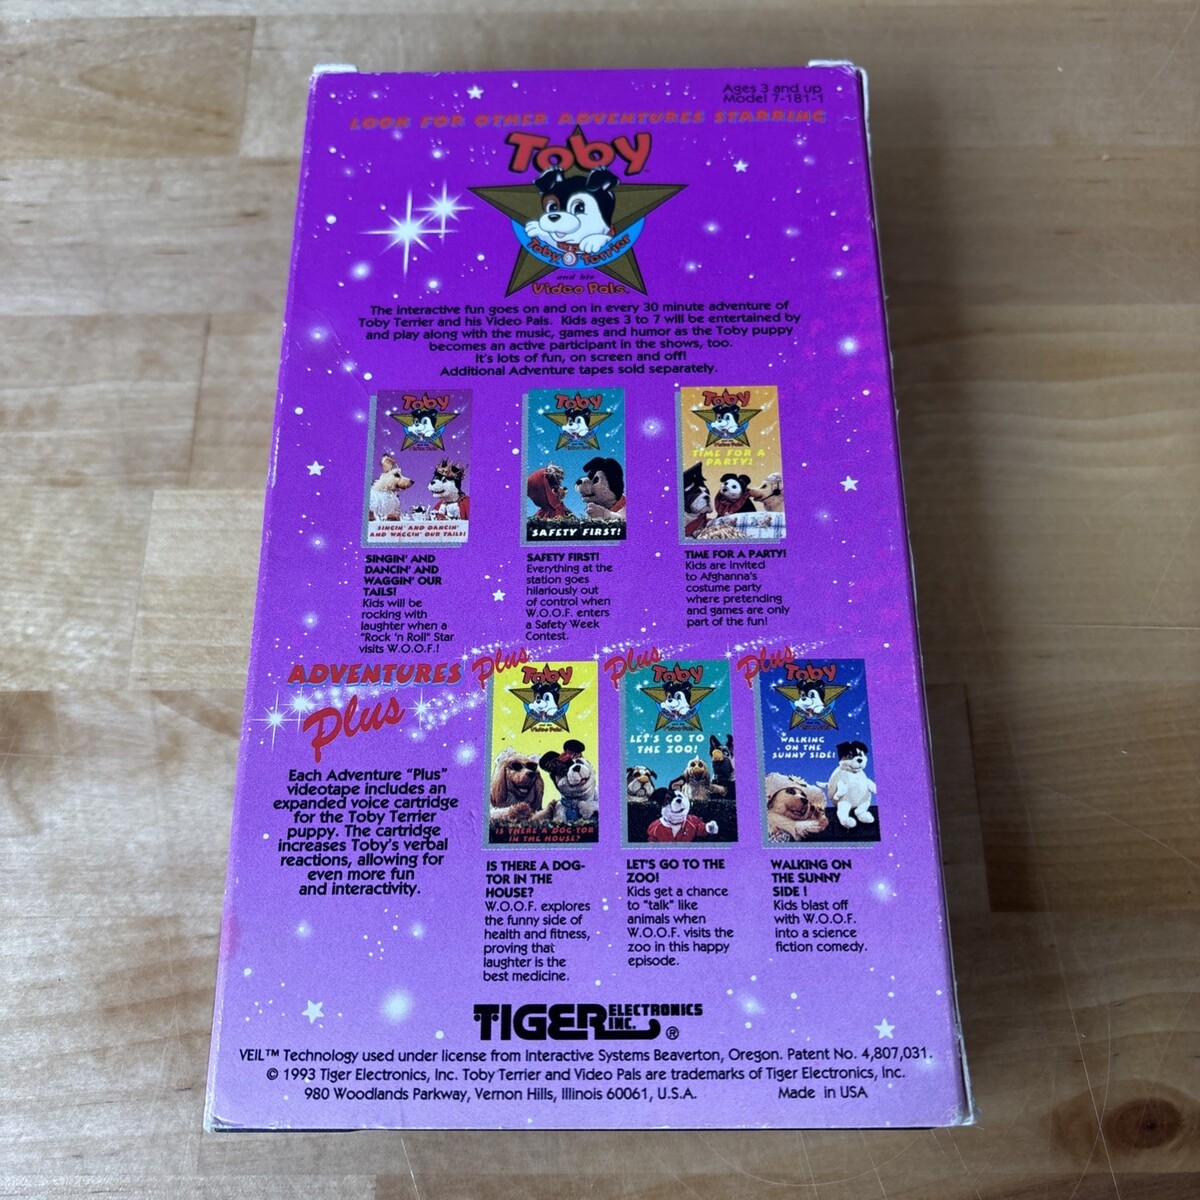 Ages 3 and up
Model 7-181-1
LOOK FOR OTHER ADVENTURES STARRING
Toby
Toby Terrier
and his
Video Pals
The interactive fun goes on and on in every 30 minute adventure of
Toby Terrier and his Video Pals. Kids ages 3 to 7 will be entertained by
and play along with the music, games and humor as the Toby puppy
becomes an active participant in the shows, too.
It's lots of fun, on screen and off!
Additional Adventure tapes sold separately.
Toby
SINGIN' AND DANCIN'
AND WAGGIN' OUR TAILS!
Toby
SAFETY FIRST!
Toby
Video Pals
TIME FOR A
PARTY!
SINGIN' AND
DANCIN' AND
WAGGIN' OUR
TAILS!
Kids will be
rocking with
laughter when a
"Rock 'n Roll" Star
visits W.O.O.F.!
SAFETY FIRST!
Everything at the
station goes
hilariously out
of control when
W.O.O.F. enters
a Safety Week
Contest.
TIME FOR A PARTY!
Kids are invited
to Afghanna's
costume party
where pretending
and games are only
part of the fun!
ADVENTURES
Plus
Each Adventure "Plus"
videotape includes an
expanded voice cartridge
for the Toby Terrier
puppy. The cartridge
increases Toby's verbal
reactions, allowing for
even more fun
and interactivity.
Plus
Toby
Video Pals
IS THERE A DOG-TOR
IN THE HOUSE?
Plus
Toby
Video Pals
LET'S GO TO
THE ZOO!
Plus
Toby
Video Pals
WALKING
ON THE
SUNNY SIDE!
IS THERE A DOG-
TOR IN THE
HOUSE?
W.O.O.F. explores
the funny side of
health and fitness,
proving that
laughter is the
best medicine.
LET'S GO TO THE
ZOO!
Kids get a chance
to "talk" like
animals when
W.O.O.F. visits the
zoo in this happy
episode.
WALKING ON
THE SUNNY
SIDE !
Kids blast off
with W.O.O.F.
into a science
fiction comedy.
TIGER ELECTRONICS INC.®
VEIL™ Technology used under license from Interactive Systems Beaverton, Oregon. Patent No. 4,807,031.
© 1993 Tiger Electronics, Inc. Toby Terrier and Video Pals are trademarks of Tiger Electronics, Inc.
980 Woodlands Parkway, Vernon Hills, Illinois 60061, U.S.A. Made in USA